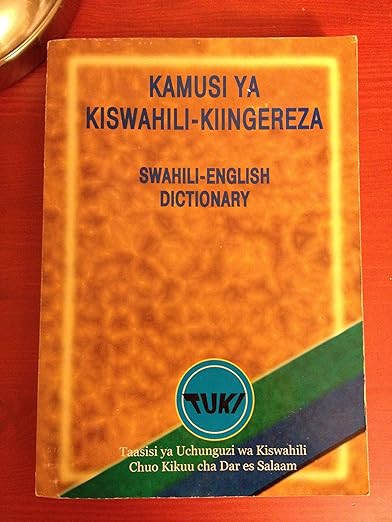 KAMUSI YA
KISWAHILI-KIINGEREZA
SWAHILI-ENGLISH
DICTIONARY
TUKI
Taasisi ya Uchunguzi wa Kiswahili
Chuo Kikuu cha Dar es Salaam